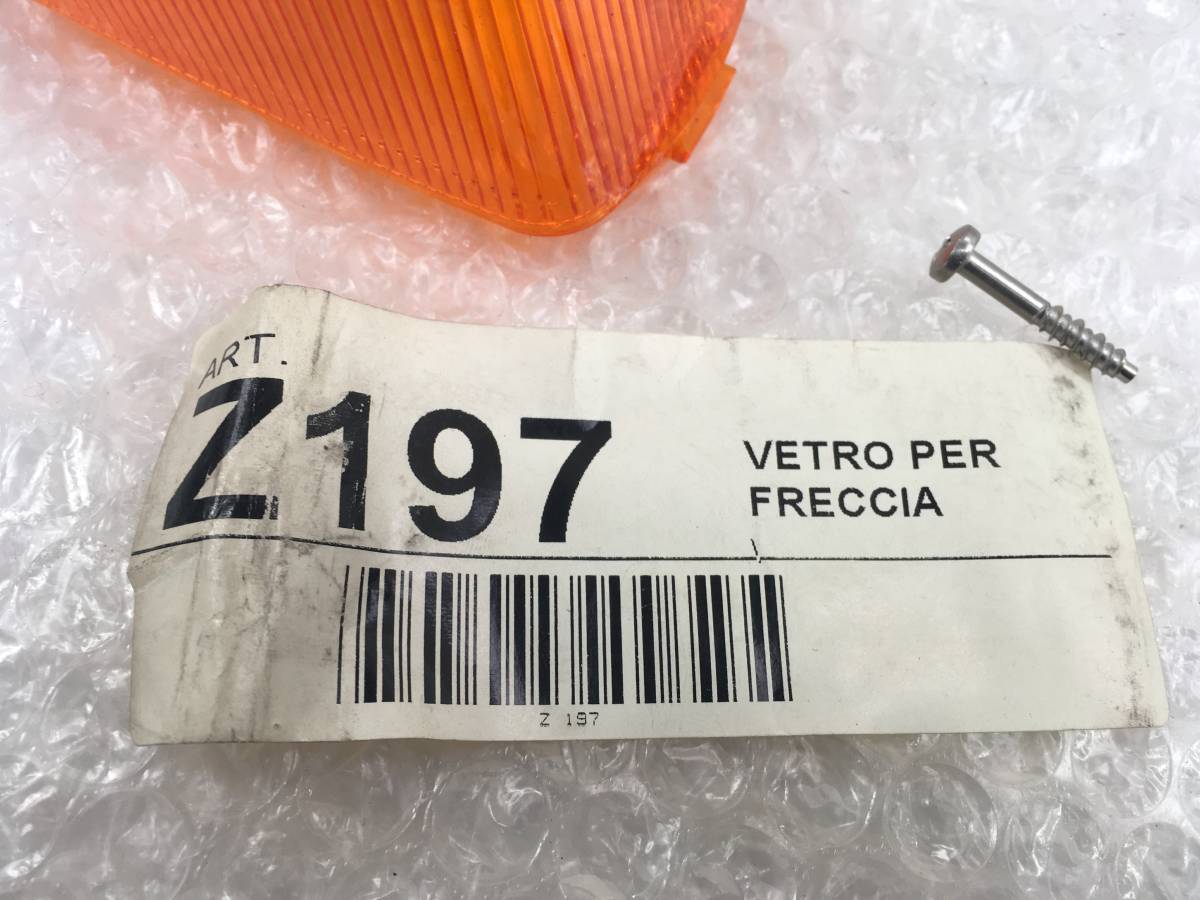 ART.
Z197
VETRO PER
FRECCIA
Z 197